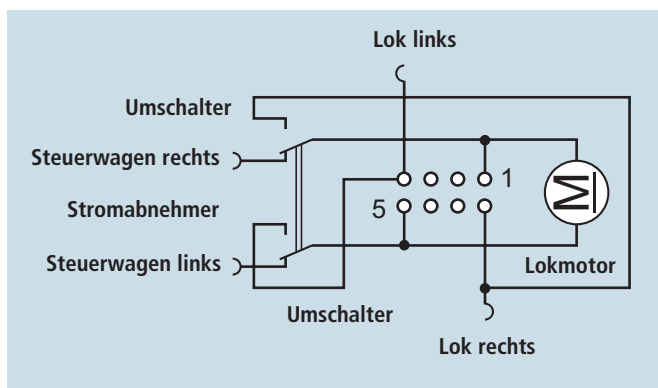 Lok links
Umschalter
Steuerwagen rechts
1
Stromabnehmer
5
M
Steuerwagen links
Lokmotor
Umschalter
Lok rechts